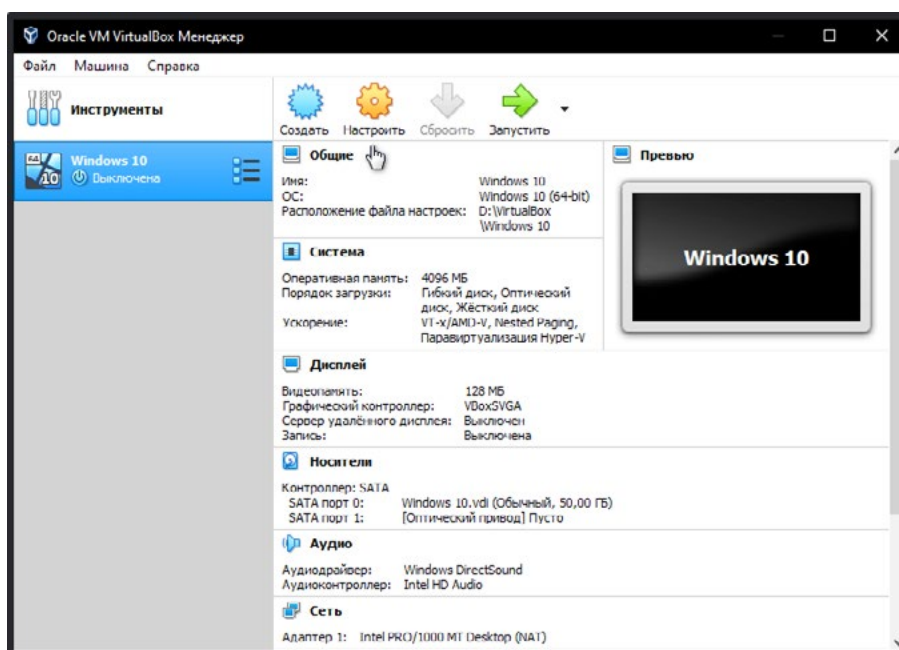 Oracle VM VirtualBox Менеджер
Файл Машина Справка
Инструменты
Создать Настроить Сбросить Запустить
Windows 10
Выключена
10
Общие
Имя: Windows 10
ОС: Windows 10 (64-bit)
Расположение файла настроек: D:\VirtualBox
\Windows 10
Превью
Windows 10
Система
Оперативная память: 4096 МБ
Порядок загрузки: Гибкий диск, Оптический
диск, Жёсткий диск
Ускорение: VT-x/AMD-V, Nested Paging,
Паравиртуализация Hyper-V
Дисплей
Видеопамять: 128 МБ
Графический контроллер: VBoxSVGA
Сервер удалённого дисплея: Выключен
Запись: Выключена
Носители
Контроллер: SATA
SATA порт 0: Windows 10.vdi (Обычный, 50,00 ГБ)
SATA порт 1: [Оптический привод] Пусто
Аудио
Аудиодрайвер: Windows DirectSound
Аудиоконтроллер: Intel HD Audio
Сеть
Адаптер 1: Intel PRO/1000 MT Desktop (NAT)